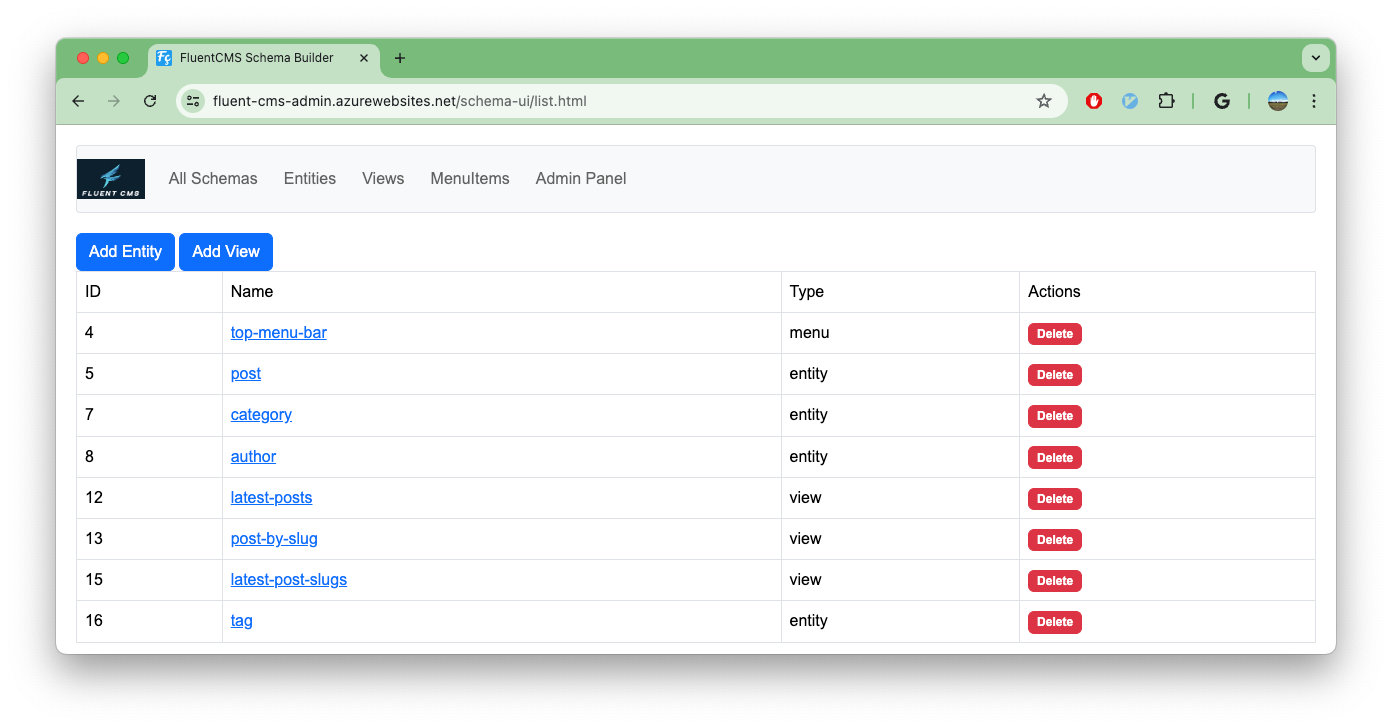 FluentCMS Schema Builder
fluent-cms-admin.azurewebsites.net/schema-ui/list.html
FLUENT CMS All Schemas Entities Views MenuItems Admin Panel
Add Entity Add View
ID Name Type Actions
4 top-menu-bar menu Delete
5 post entity Delete
7 category entity Delete
8 author entity Delete
12 latest-posts view Delete
13 post-by-slug view Delete
15 latest-post-slugs view Delete
16 tag entity Delete